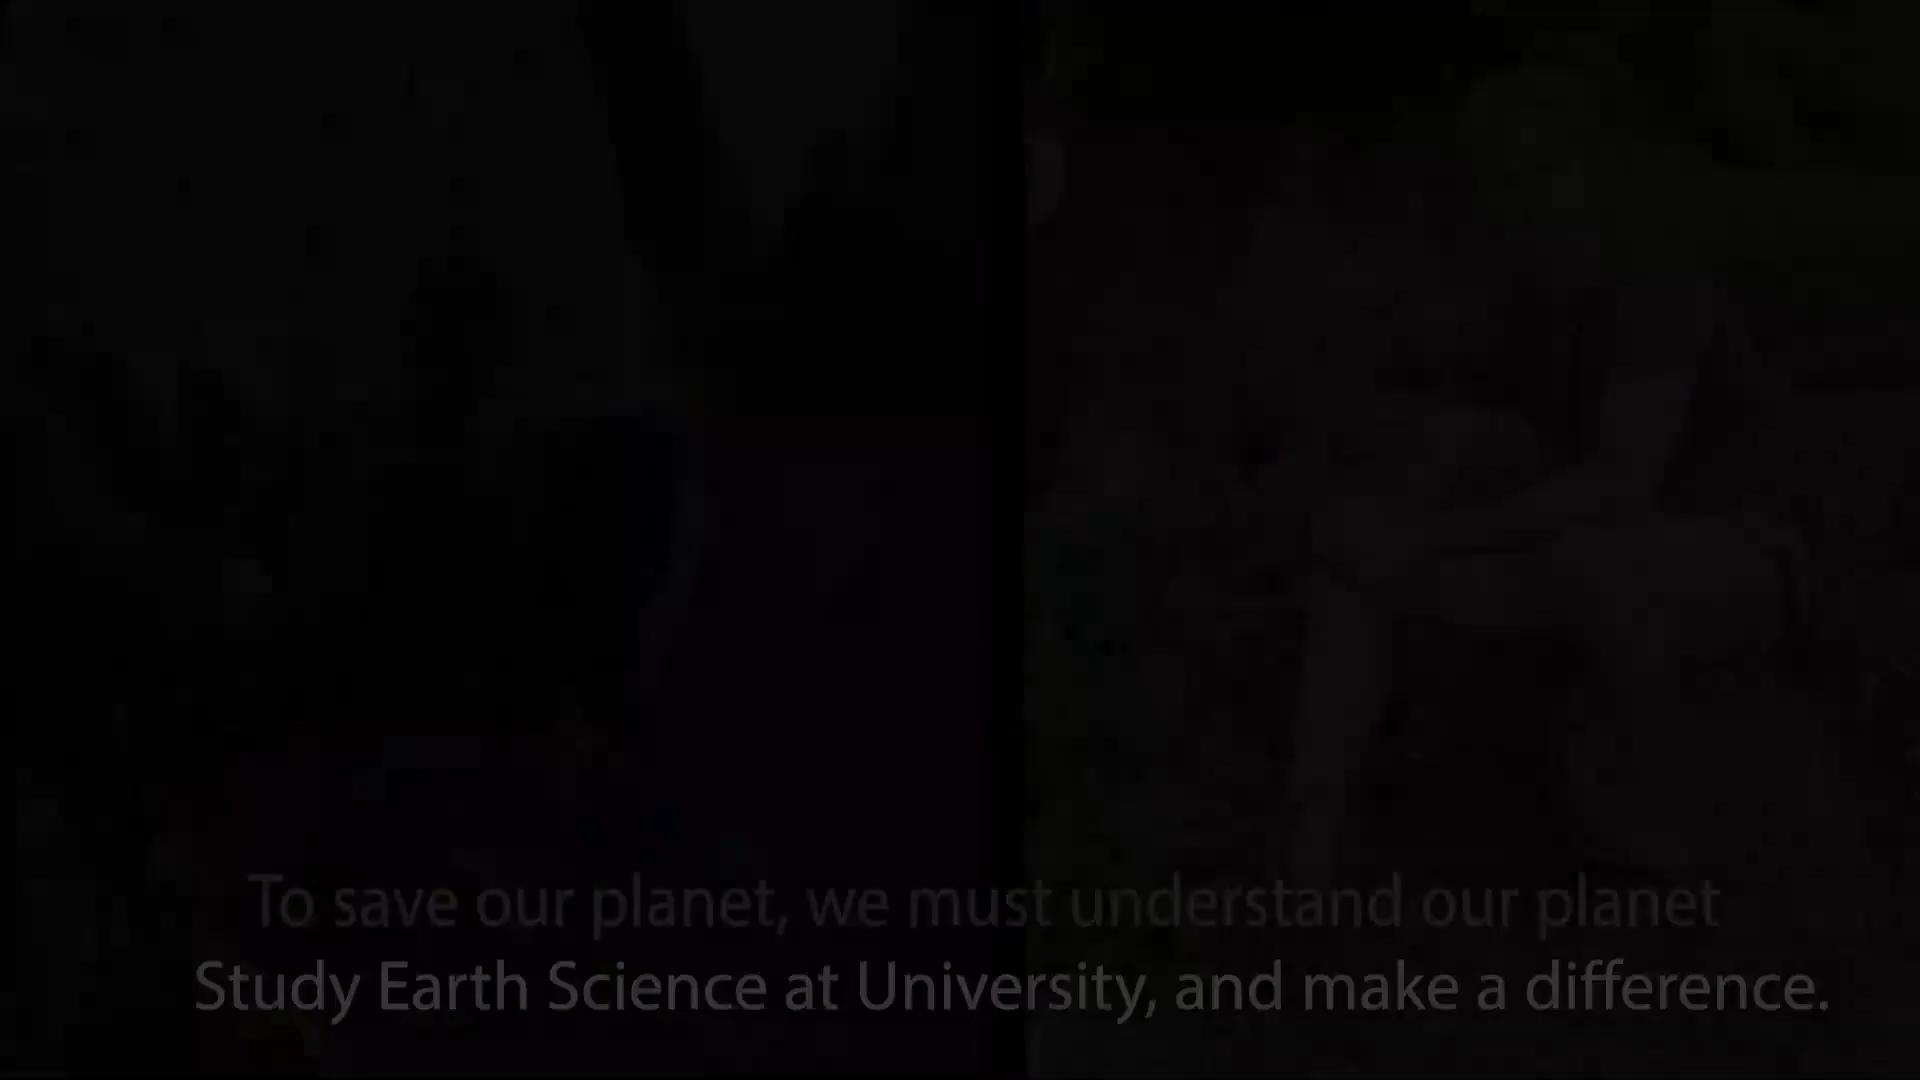 To save our planet, we must understand our planet
Study Earth Science at University, and make a difference.